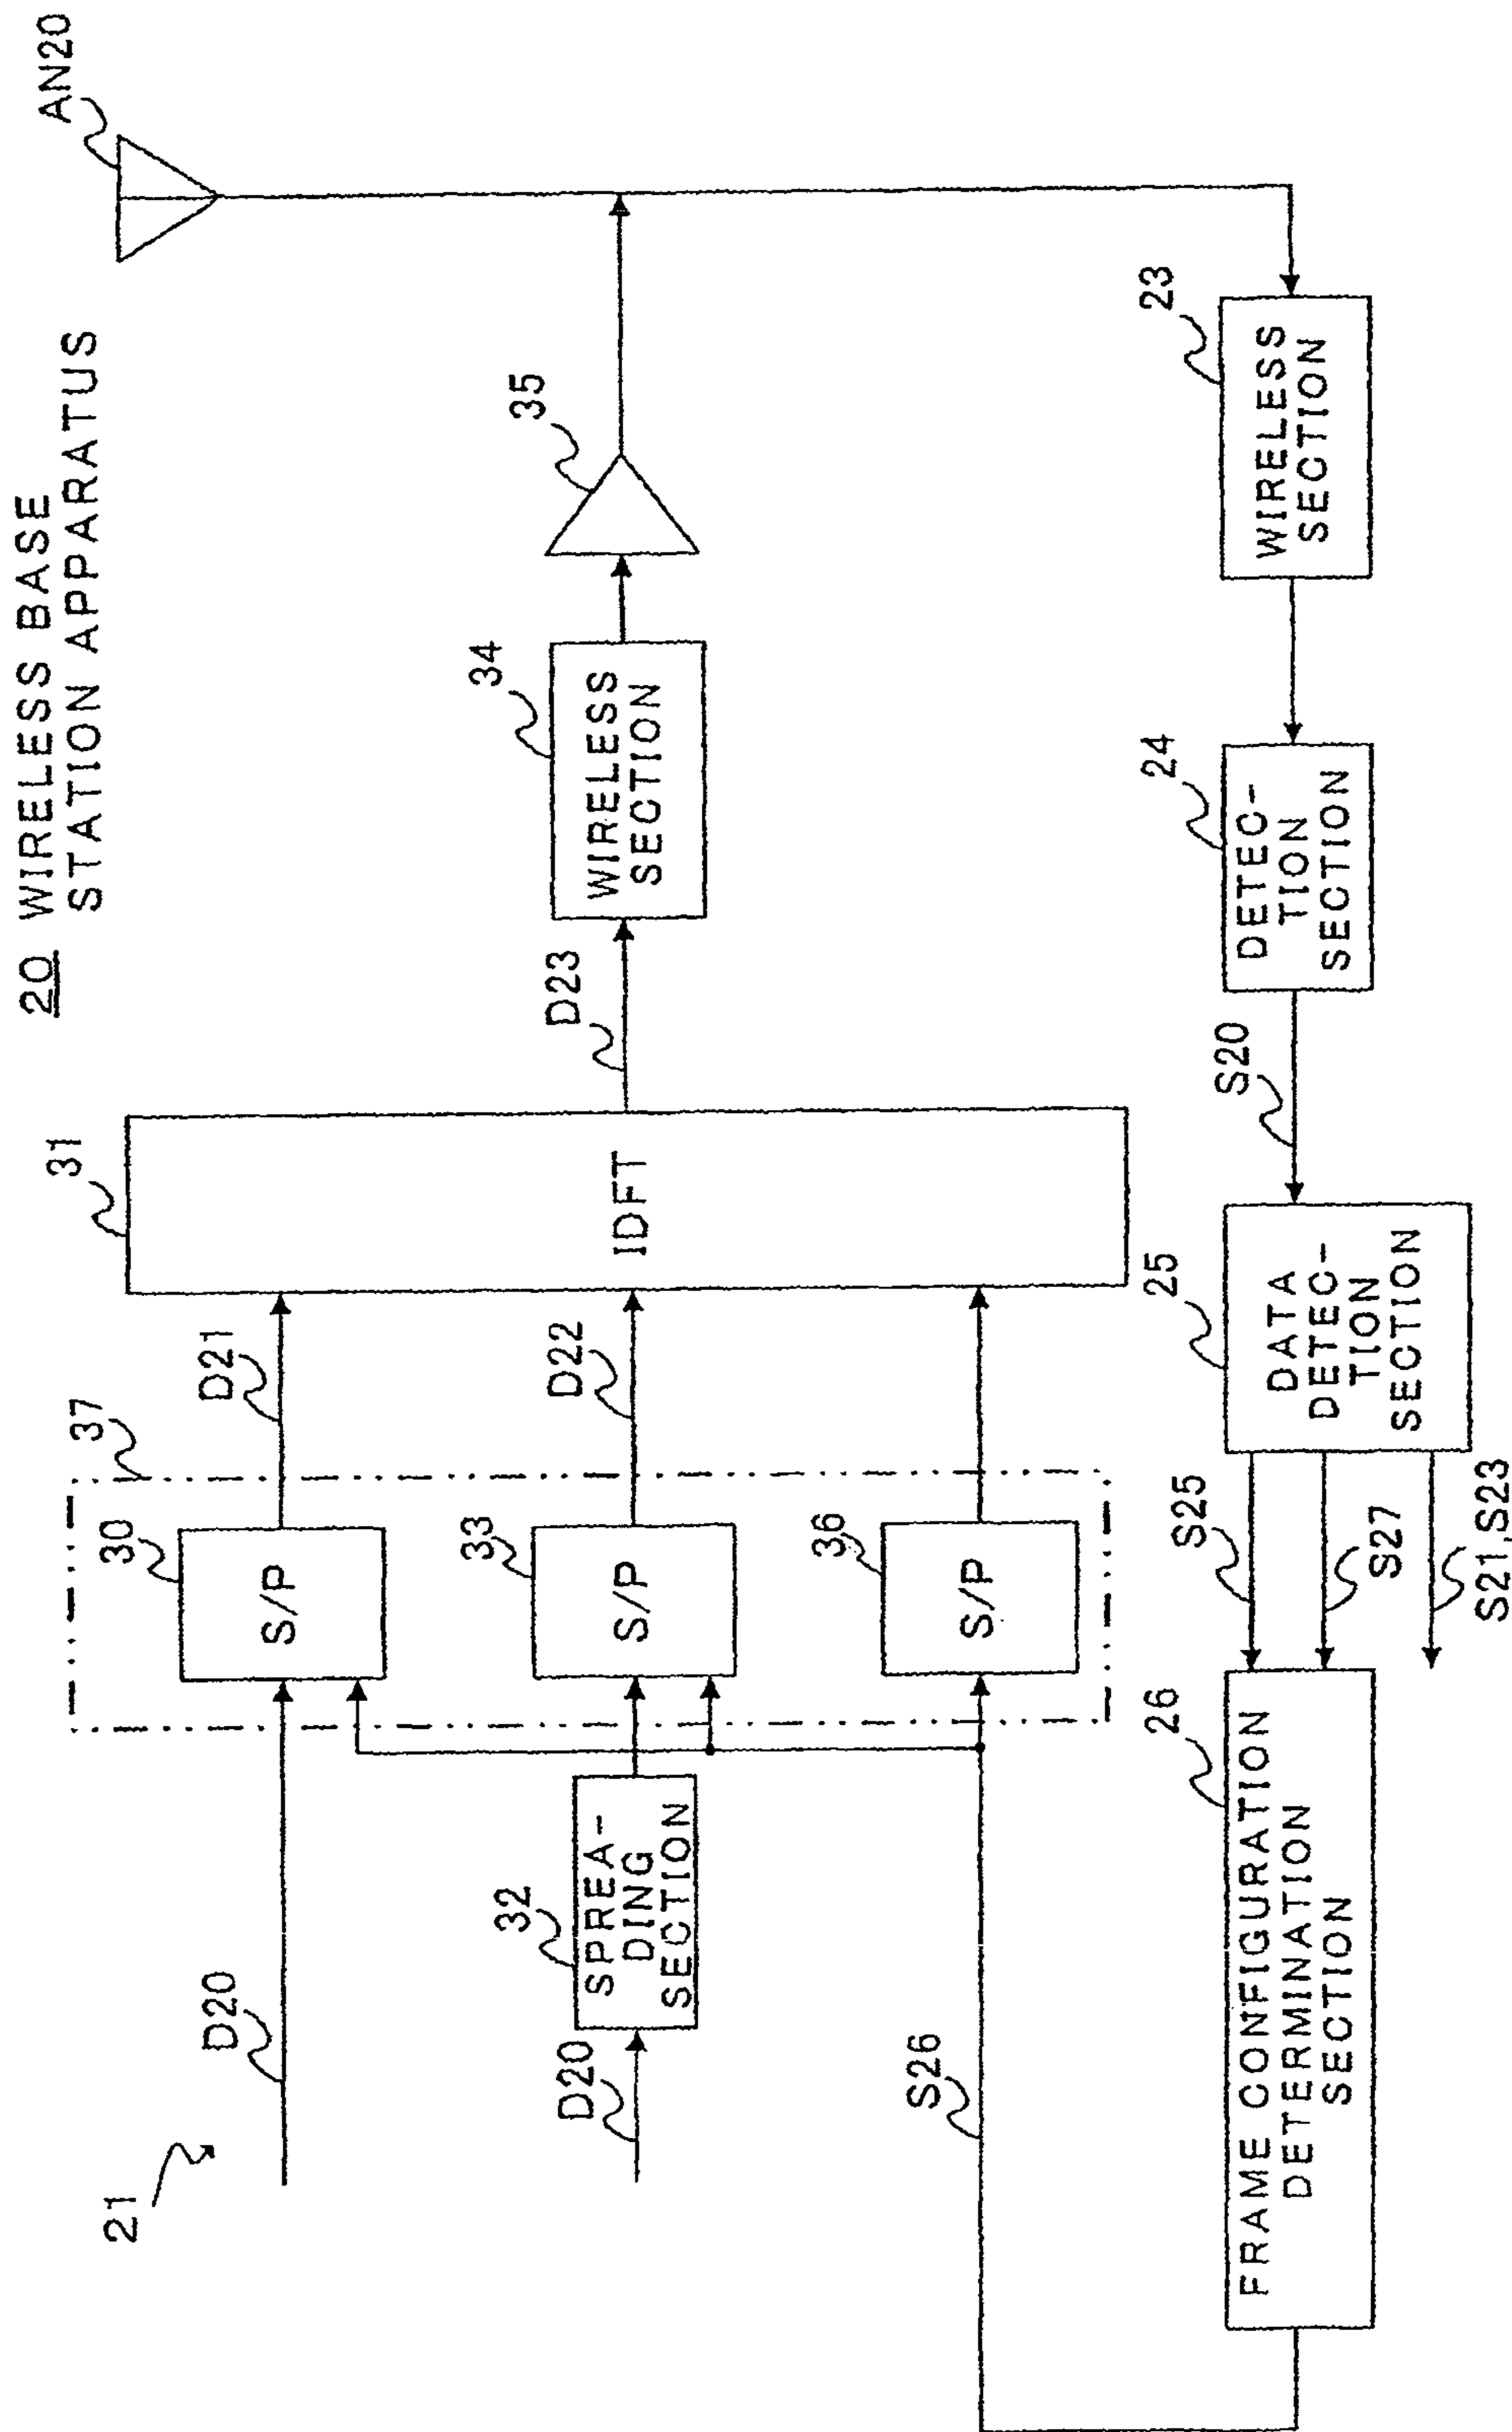 20 WIRELESS BASE
STATION APPARATUS
AN20
21
D20
30
S/P
37
D21
31
IDFT
D20
32
SPREA-
DING
SECTION
33
S/P
D22
D23
34
WIRELESS
SECTION
35
S26
36
S/P
26
FRAME CONFIGURATION
DETERMINATION
SECTION
S25
S27
S21,S23
25
DATA
DETEC-
TION
SECTION
S20
24
DETEC-
TION
SECTION
23
WIRELESS
SECTION